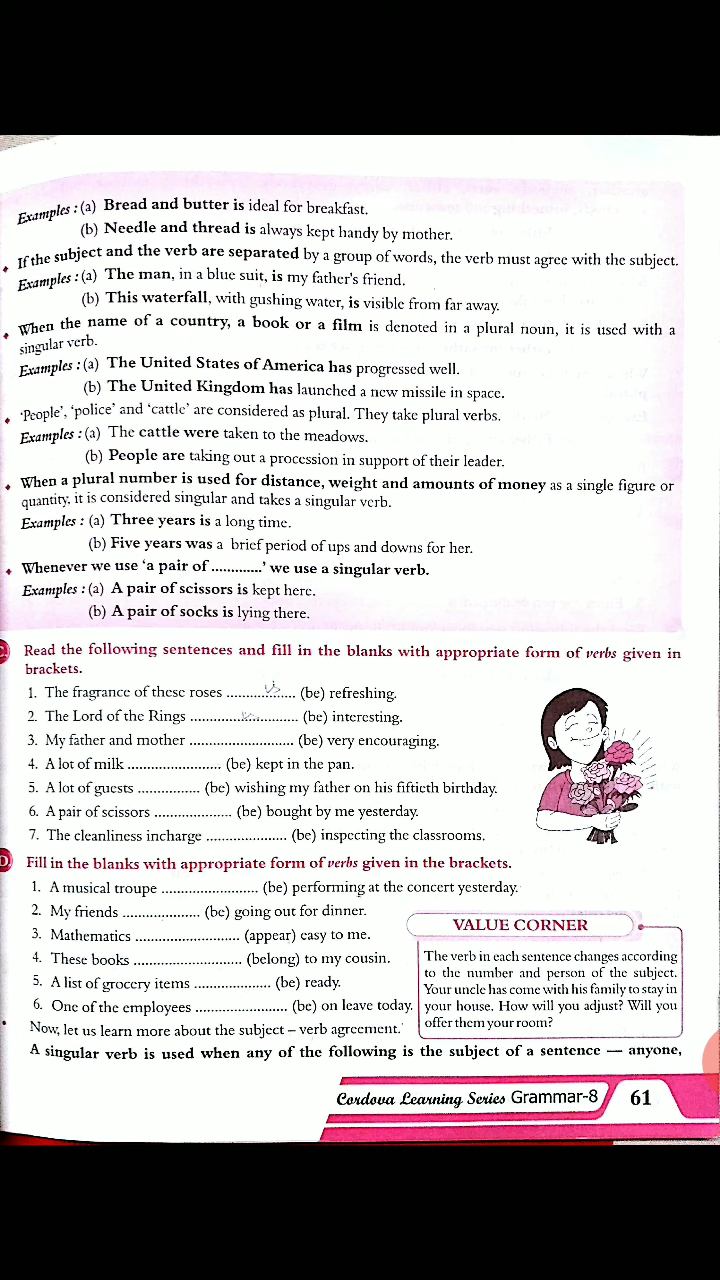 Examples : (a) Bread and butter is ideal for breakfast.
(b) Needle and thread is always kept handy by mother.
⬥ If the subject and the verb are separated by a group of words, the verb must agree with the subject.
Examples : (a) The man, in a blue suit, is my father's friend.
(b) This waterfall, with gushing water, is visible from far away.
⬥ When the name of a country, a book or a film is denoted in a plural noun, it is used with a
singular verb.
Examples : (a) The United States of America has progressed well.
(b) The United Kingdom has launched a new missile in space.
⬥ 'People', 'police' and 'cattle' are considered as plural. They take plural verbs.
Examples : (a) The cattle were taken to the meadows.
(b) People are taking out a procession in support of their leader.
⬥ When a plural number is used for distance, weight and amounts of money as a single figure or
quantity, it is considered singular and takes a singular verb.
Examples : (a) Three years is a long time.
(b) Five years was a brief period of ups and downs for her.
⬥ Whenever we use 'a pair of .............' we use a singular verb.
Examples : (a) A pair of scissors is kept here.
(b) A pair of socks is lying there.
C. Read the following sentences and fill in the blanks with appropriate form of verbs given in
brackets.
1. The fragrance of these roses ..........is.... (be) refreshing.
2. The Lord of the Rings ............is............ (be) interesting.
3. My father and mother .......................... (be) very encouraging.
4. A lot of milk ....................... (be) kept in the pan.
5. A lot of guests ............... (be) wishing my father on his fiftieth birthday.
6. A pair of scissors ................... (be) bought by me yesterday.
7. The cleanliness incharge .................... (be) inspecting the classrooms.
D. Fill in the blanks with appropriate form of verbs given in the brackets.
1. A musical troupe ........................ (be) performing at the concert yesterday.
2. My friends ................... (be) going out for dinner.
3. Mathematics .......................... (appear) easy to me.
4. These books ........................... (belong) to my cousin.
5. A list of grocery items ................... (be) ready.
6. One of the employees ....................... (be) on leave today.
VALUE CORNER
The verb in each sentence changes according
to the number and person of the subject.
Your uncle has come with his family to stay in
your house. How will you adjust? Will you
offer them your room?
Now, let us learn more about the subject – verb agreement.
A singular verb is used when any of the following is the subject of a sentence — anyone,
Cordova Learning Series Grammar-8 61